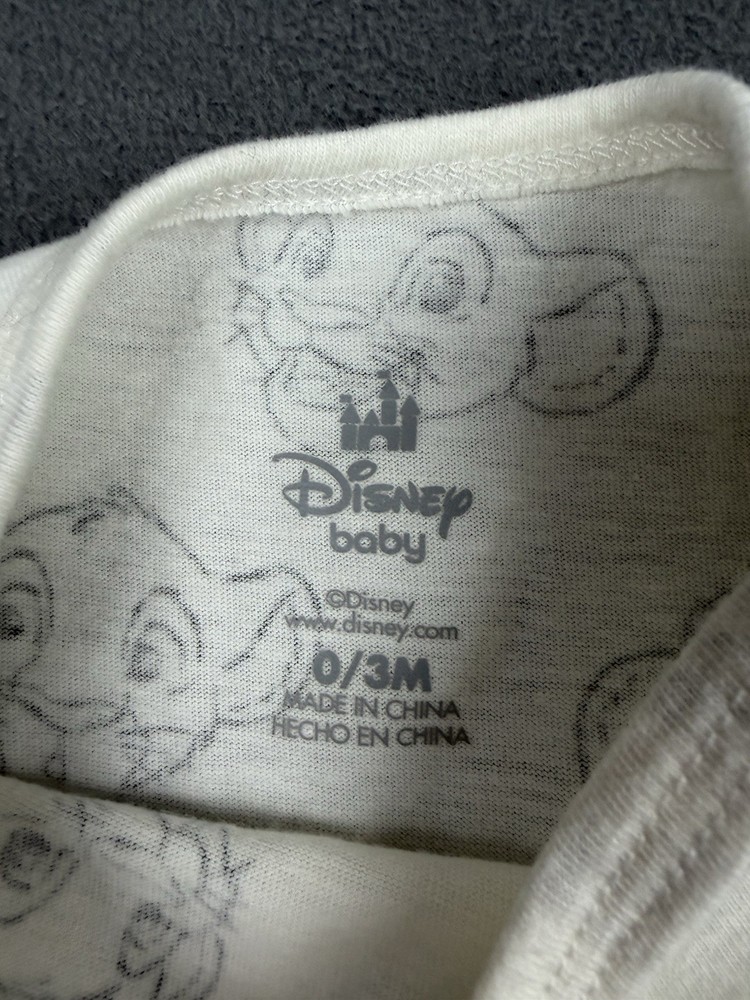 Disney
baby
©Disney
www.disney.com
0/3M
MADE IN CHINA
HECHO EN CHINA